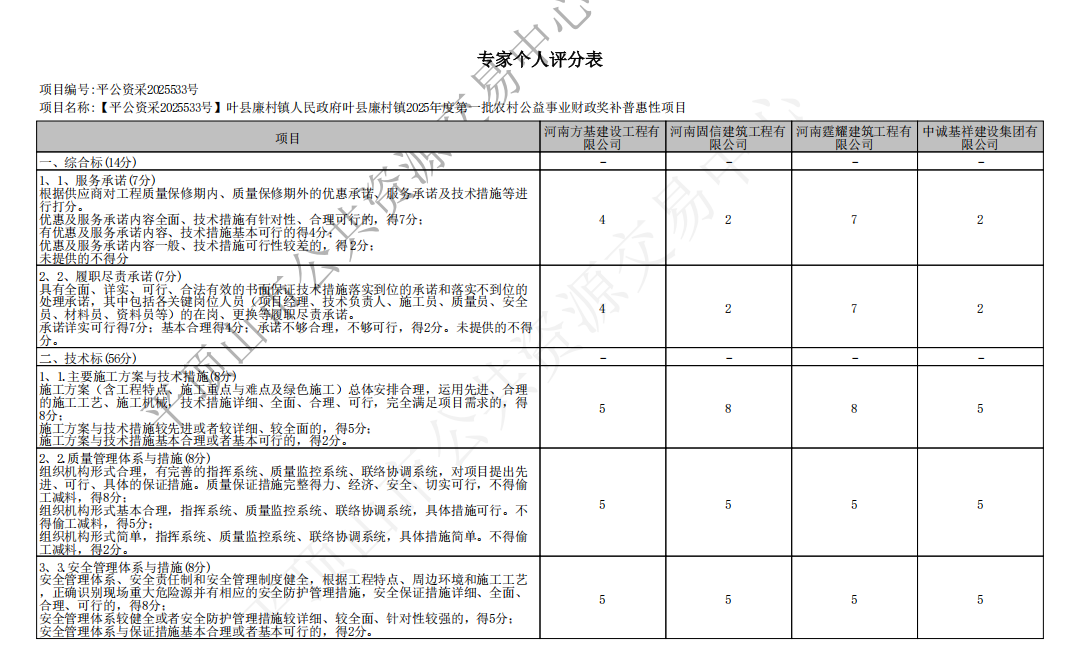 专家个人评分表
项目编号:平公资采2025533号
项目名称:【平公资采2025533号】叶县廉村镇人民政府叶县廉村镇2025年度第一批农村公益事业财政奖补普惠性项目
项目 河南方基建设工程有限公司 河南固信建筑工程有限公司 河南霆耀建筑工程有限公司 中诚基祥建设集团有限公司
一、综合标(14分) - - - -
1、1、服务承诺(7分)
根据供应商对工程质量保修期内、质量保修期外的优惠承诺、服务承诺及技术措施等进
行打分。
优惠及服务承诺内容全面、技术措施有针对性、合理可行的，得7分；
有优惠及服务承诺内容、技术措施基本可行的得4分；
优惠及服务承诺内容一般、技术措施可行性较差的，得2分；
未提供的不得分
4 2 7 2
2、2、履职尽责承诺(7分)
具有全面、详实、可行、合法有效的书面保证技术措施落实到位的承诺和落实不到位的
处理承诺，其中包括各关键岗位人员（项目经理、技术负责人、施工员、质量员、安全
员、材料员、资料员等）的在岗、更换等履职尽责承诺。
承诺详实可行得7分；基本合理得4分；承诺不够合理，不够可行，得2分。未提供的不得
分。
4 2 7 2
二、技术标(56分) - - - -
1、1.主要施工方案与技术措施(8分)
施工方案（含工程特点、施工重点与难点及绿色施工）总体安排合理，运用先进、合理
的施工工艺、施工机械，技术措施详细、全面、合理、可行，完全满足项目需求的，得
8分；
施工方案与技术措施较先进或者较详细、较全面的，得5分；
施工方案与技术措施基本合理或者基本可行的，得2分。
5 8 8 5
2、2.质量管理体系与措施(8分)
组织机构形式合理，有完善的指挥系统、质量监控系统、联络协调系统，对项目提出先
进、可行、具体的保证措施。质量保证措施完整得力、经济、安全、切实可行，不得偷
工减料，得8分；
组织机构形式基本合理，指挥系统、质量监控系统、联络协调系统，具体措施可行。不
得偷工减料，得5分；
组织机构形式简单，指挥系统、质量监控系统、联络协调系统，具体措施简单。不得偷
工减料，得2分。
5 5 5 5
3、3.安全管理体系与措施(8分)
安全管理体系、安全责任制和安全管理制度健全，根据工程特点、周边环境和施工工艺
，正确识别现场重大危险源并有相应的安全防护管理措施，安全保证措施详细、全面、
合理、可行的，得8分；
安全管理体系较健全或者安全防护管理措施较详细、较全面、针对性较强的，得5分；
安全管理体系与保证措施基本合理或者基本可行的，得2分。
5 5 5 5
平顶山市公共资源交易中心
平顶山市公共资源交易中心